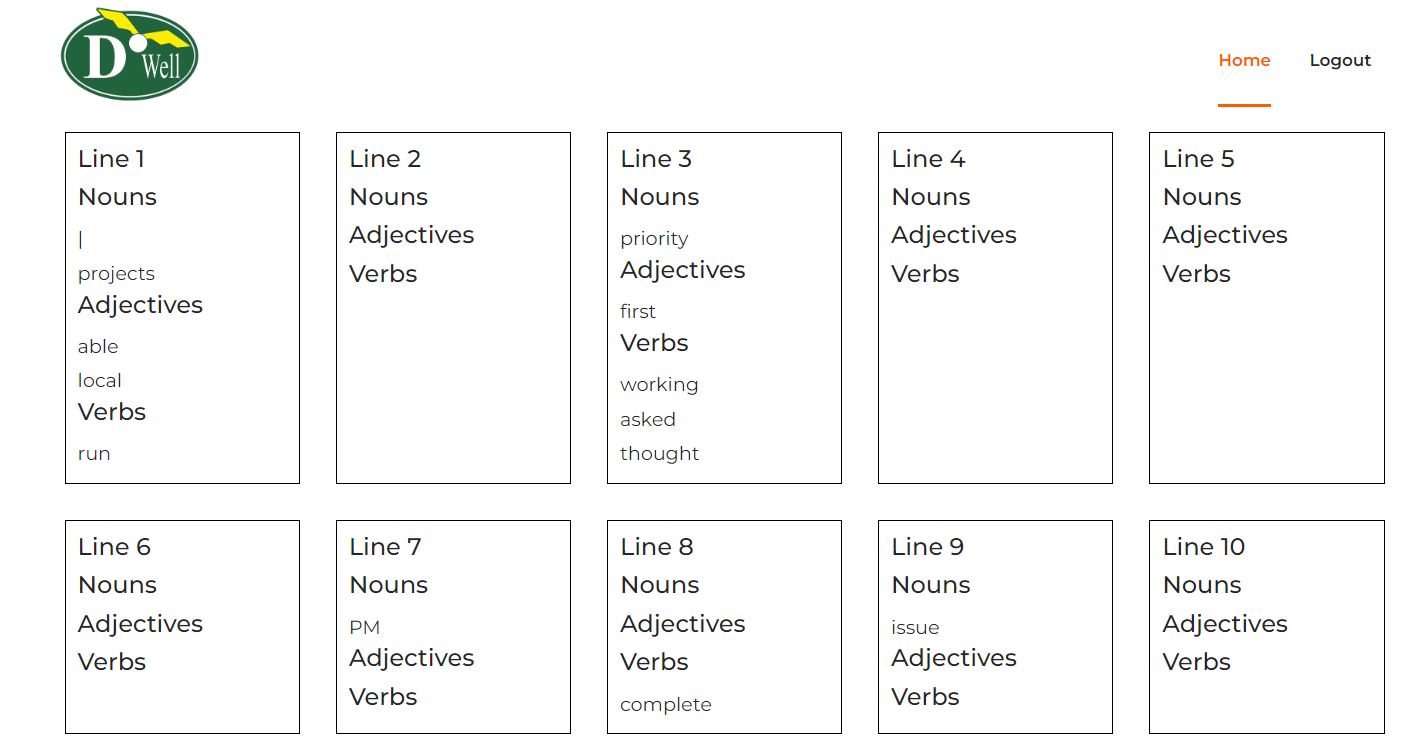 D Well
Home
Logout
Line 1
Nouns
|
projects
Adjectives
able
local
Verbs
run
Line 2
Nouns
Adjectives
Verbs
Line 3
Nouns
priority
Adjectives
first
Verbs
working
asked
thought
Line 4
Nouns
Adjectives
Verbs
Line 5
Nouns
Adjectives
Verbs
Line 6
Nouns
Adjectives
Verbs
Line 7
Nouns
PM
Adjectives
Verbs
Line 8
Nouns
Adjectives
Verbs
complete
Line 9
Nouns
issue
Adjectives
Verbs
Line 10
Nouns
Adjectives
Verbs